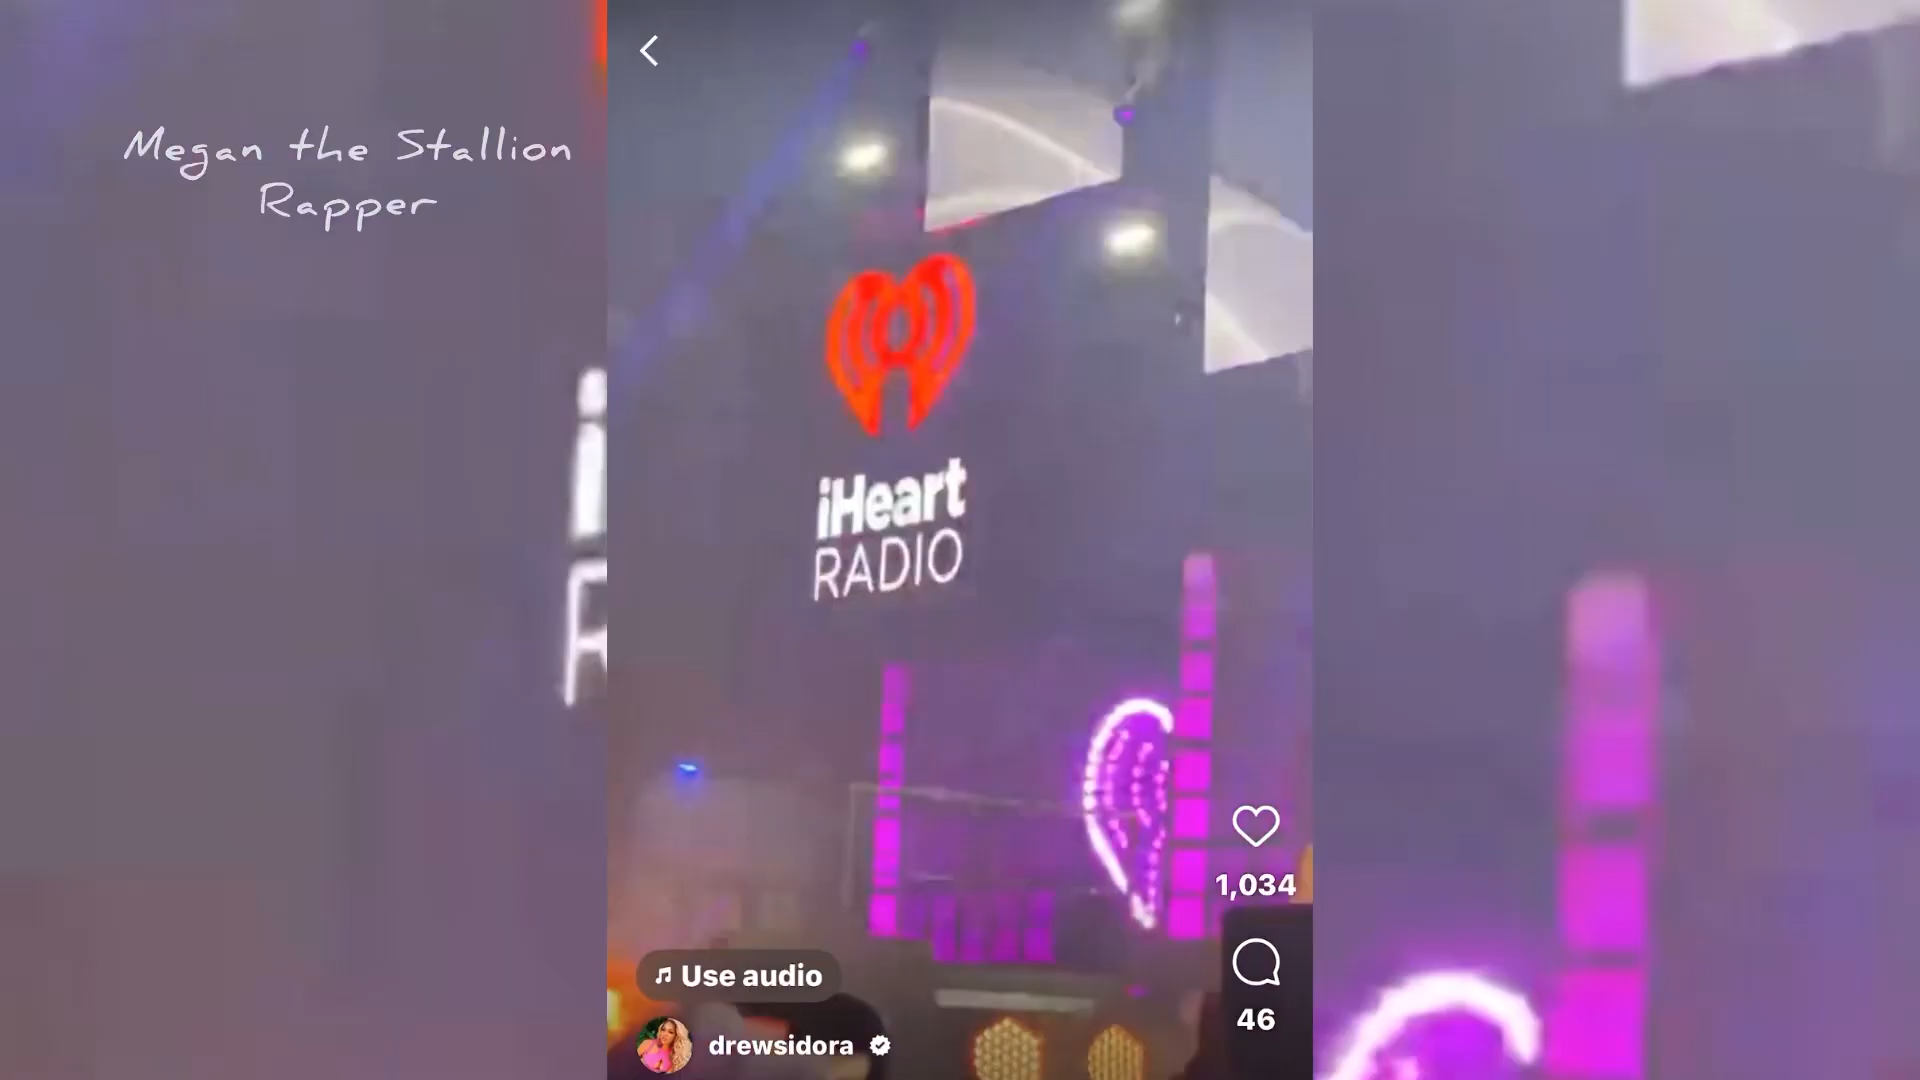 Megan the Stallion
Rapper
iHeart
RADIO
i
R
1,034
Use audio
46
drewsidora